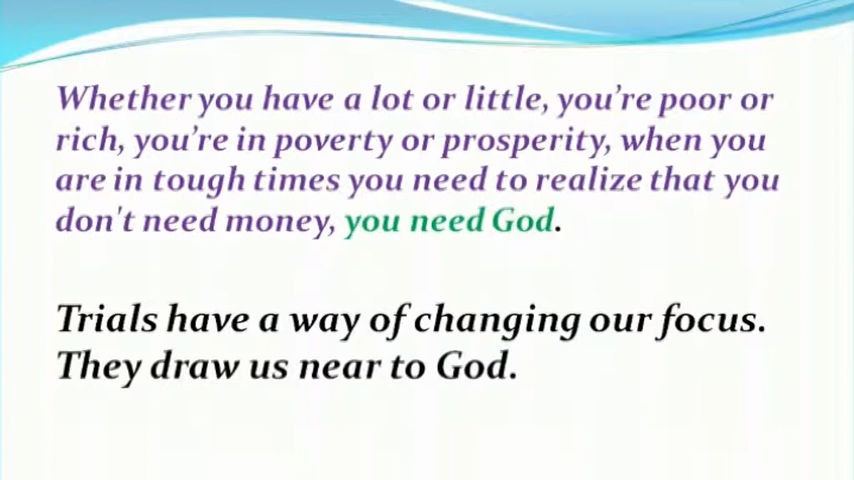 Whether you have a lot or little, you’re poor or
rich, you’re in poverty or prosperity, when you
are in tough times you need to realize that you
don't need money, you need God.
Trials have a way of changing our focus.
They draw us near to God.